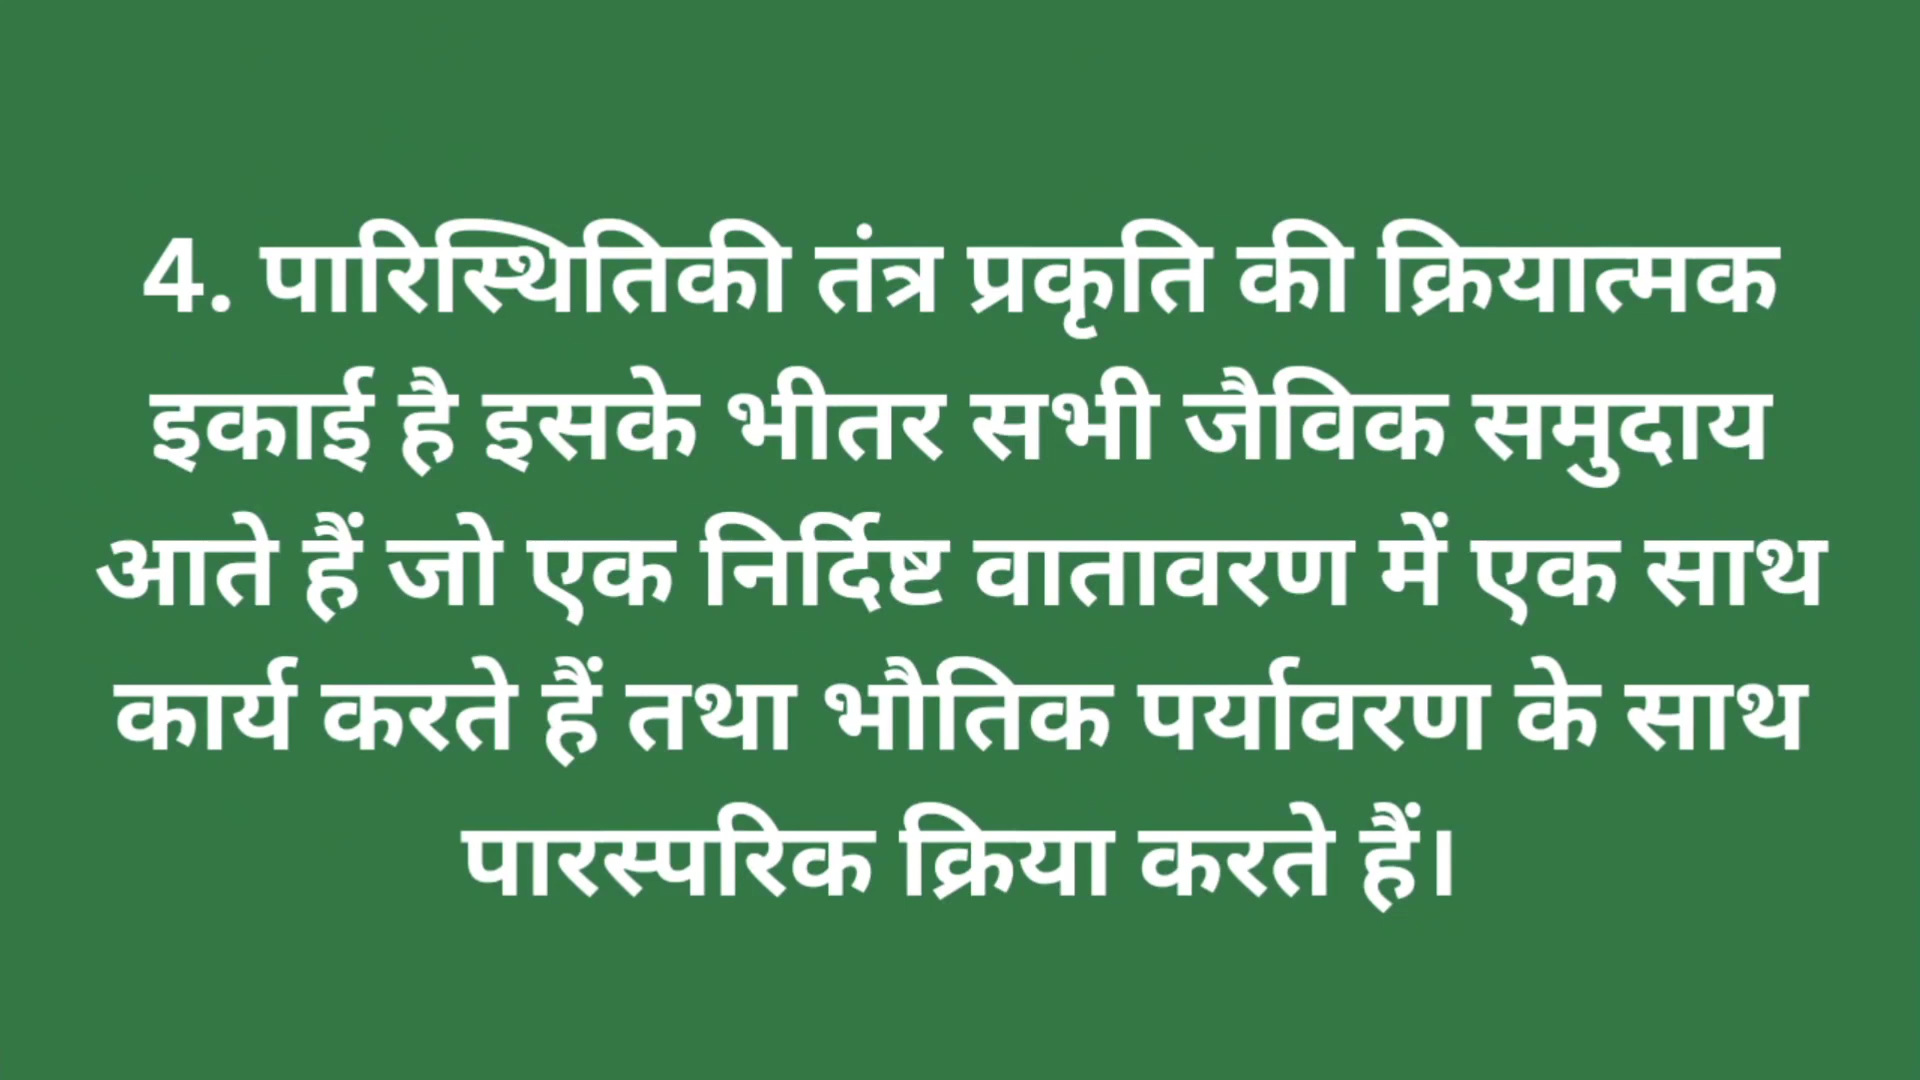 4. पारिस्थितिकी तंत्र प्रकृति की क्रियात्मक
इकाई है इसके भीतर सभी जैविक समुदाय
आते हैं जो एक निर्दिष्ट वातावरण में एक साथ
कार्य करते हैं तथा भौतिक पर्यावरण के साथ
पारस्परिक क्रिया करते हैं।